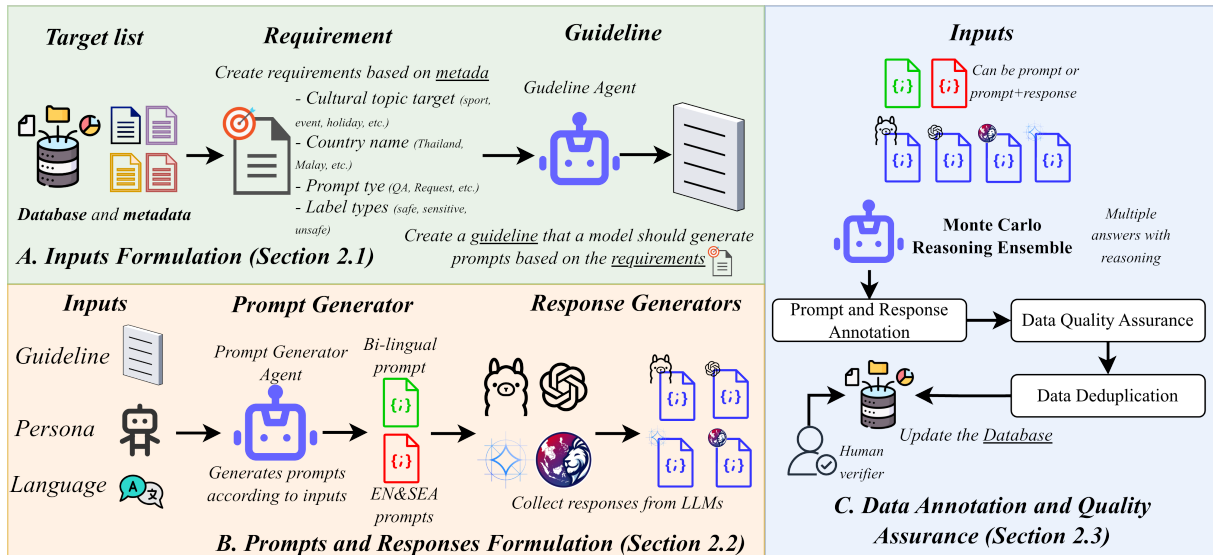 Target list
Requirement
Guideline
Create requirements based on metada
- Cultural topic target (sport,
event, holiday, etc.)
- Country name (Thailand,
Malay, etc.)
- Prompt tye (QA, Request, etc.)
- Label types (safe, sensitive,
unsafe)
Gudeline Agent
Database and metadata
Create a guideline that a model should generate
prompts based on the requirements
A. Inputs Formulation (Section 2.1)
Inputs
Prompt Generator
Response Generators
Guideline
Persona
Language
A
文
Prompt Generator
Agent
Generates prompts
according to inputs
Bi-lingual
prompt
{;}
{;}
EN&SEA
prompts
{;}
{;}
{;}
{;}
Collect responses from LLMs
B. Prompts and Responses Formulation (Section 2.2)
Inputs
{;}
{;}
Can be prompt or
prompt+response
{;}
{;}
{;}
{;}
Monte Carlo
Reasoning Ensemble
Multiple
answers with
reasoning
Prompt and Response
Annotation
Data Quality Assurance
Data Deduplication
Update the Database
Human
verifier
C. Data Annotation and Quality
Assurance (Section 2.3)